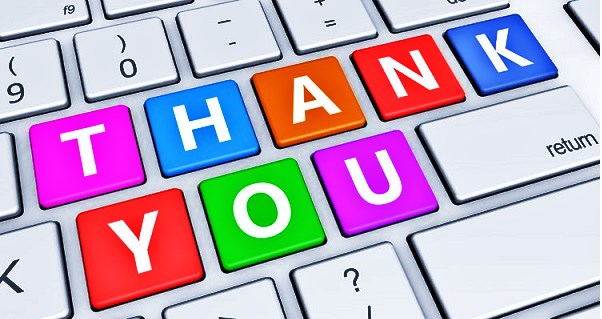 f9
( 9 ) 0 _ - + =
THANK
return
YOU
K ? /